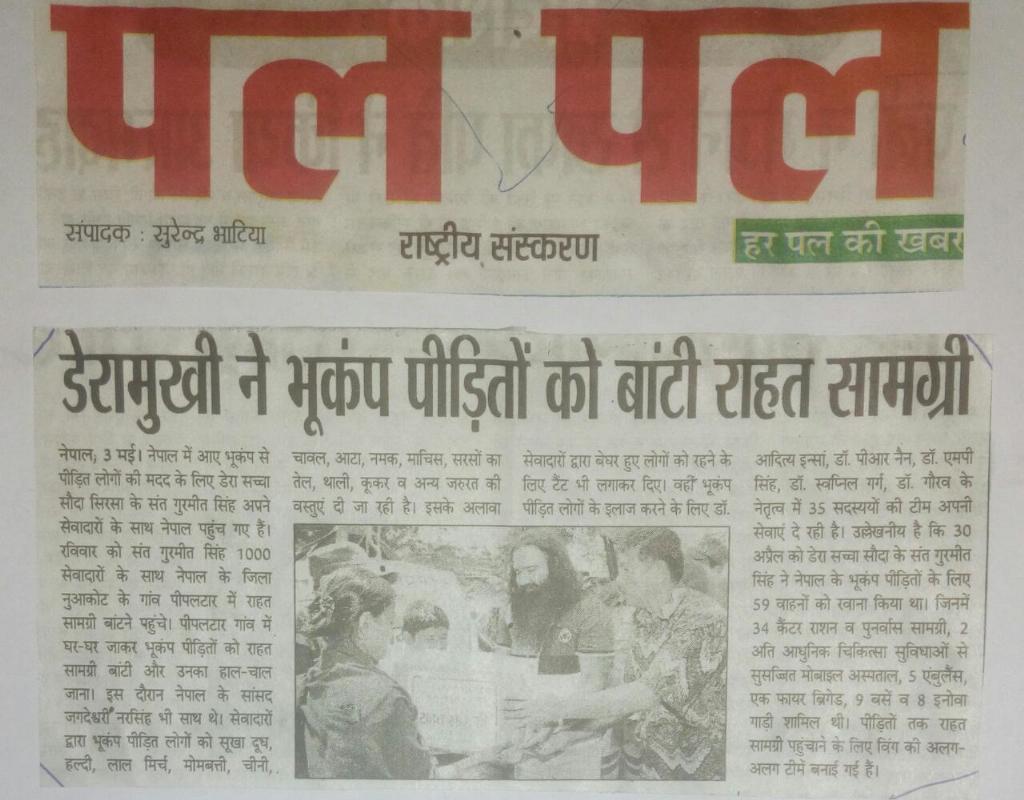 पल पल
संपादक : सुरेन्द्र भाटिया
राष्ट्रीय संस्करण
हर पल की खबर
डेरामुखी ने भूकंप पीड़ितों को बांटी राहत सामग्री
नेपाल, 3 मई। नेपाल में आए भूकंप से
पीड़ित लोगों की मदद के लिए डेरा सच्चा
सौदा सिरसा के संत गुरमीत सिंह अपने
सेवादारों के साथ नेपाल पहुंच गए हैं।
रविवार को संत गुरमीत सिंह 1000
सेवादारों के साथ नेपाल के जिला
नुआकोट के गांव पीपलटार में राहत
सामग्री बांटने पहुंचे। पीपलटार गांव में
घर-घर जाकर भूकंप पीड़ितों को राहत
सामग्री बांटी और उनका हाल-चाल
जाना। इस दौरान नेपाल के सांसद
जगदेश्वरी नरसिंह भी साथ थे। सेवादारों
द्वारा भूकंप पीड़ित लोगों को सूखा दूध,
हल्दी, लाल मिर्च, मोमबत्ती, चीनी,
चावल, आटा, नमक, माचिस, सरसों का
तेल, थाली, कूकर व अन्य जरुरत की
वस्तुएं दी जा रही है। इसके अलावा
सेवादारों द्वारा बेघर हुए लोगों को रहने के
लिए टैंट भी लगाकर दिए। वहीं भूकंप
पीड़ित लोगों के इलाज करने के लिए डॉ.
आदित्य इन्सां, डॉ. पीआर नैन, डॉ. एमपी
सिंह, डॉ. स्वप्निल गर्ग, डॉ. गौरव के
नेतृत्व में 35 सदस्ययों की टीम अपनी
सेवाएं दे रही है। उल्लेखनीय है कि 30
अप्रैल को डेरा सच्चा सौदा के संत गुरमीत
सिंह ने नेपाल के भूकंप पीड़ितों के लिए
59 वाहनों को रवाना किया था। जिनमें
34 कैंटर राशन व पुनर्वास सामग्री, 2
अति आधुनिक चिकित्सा सुविधाओं से
सुसज्जित मोबाइल अस्पताल, 5 एंबुलैंस,
एक फायर ब्रिगेड, 9 बसें व 8 इनोवा
गाड़ी शामिल थी। पीड़ितों तक राहत
सामग्री पहुंचाने के लिए विंग की अलग-
अलग टीमें बनाई गई हैं।